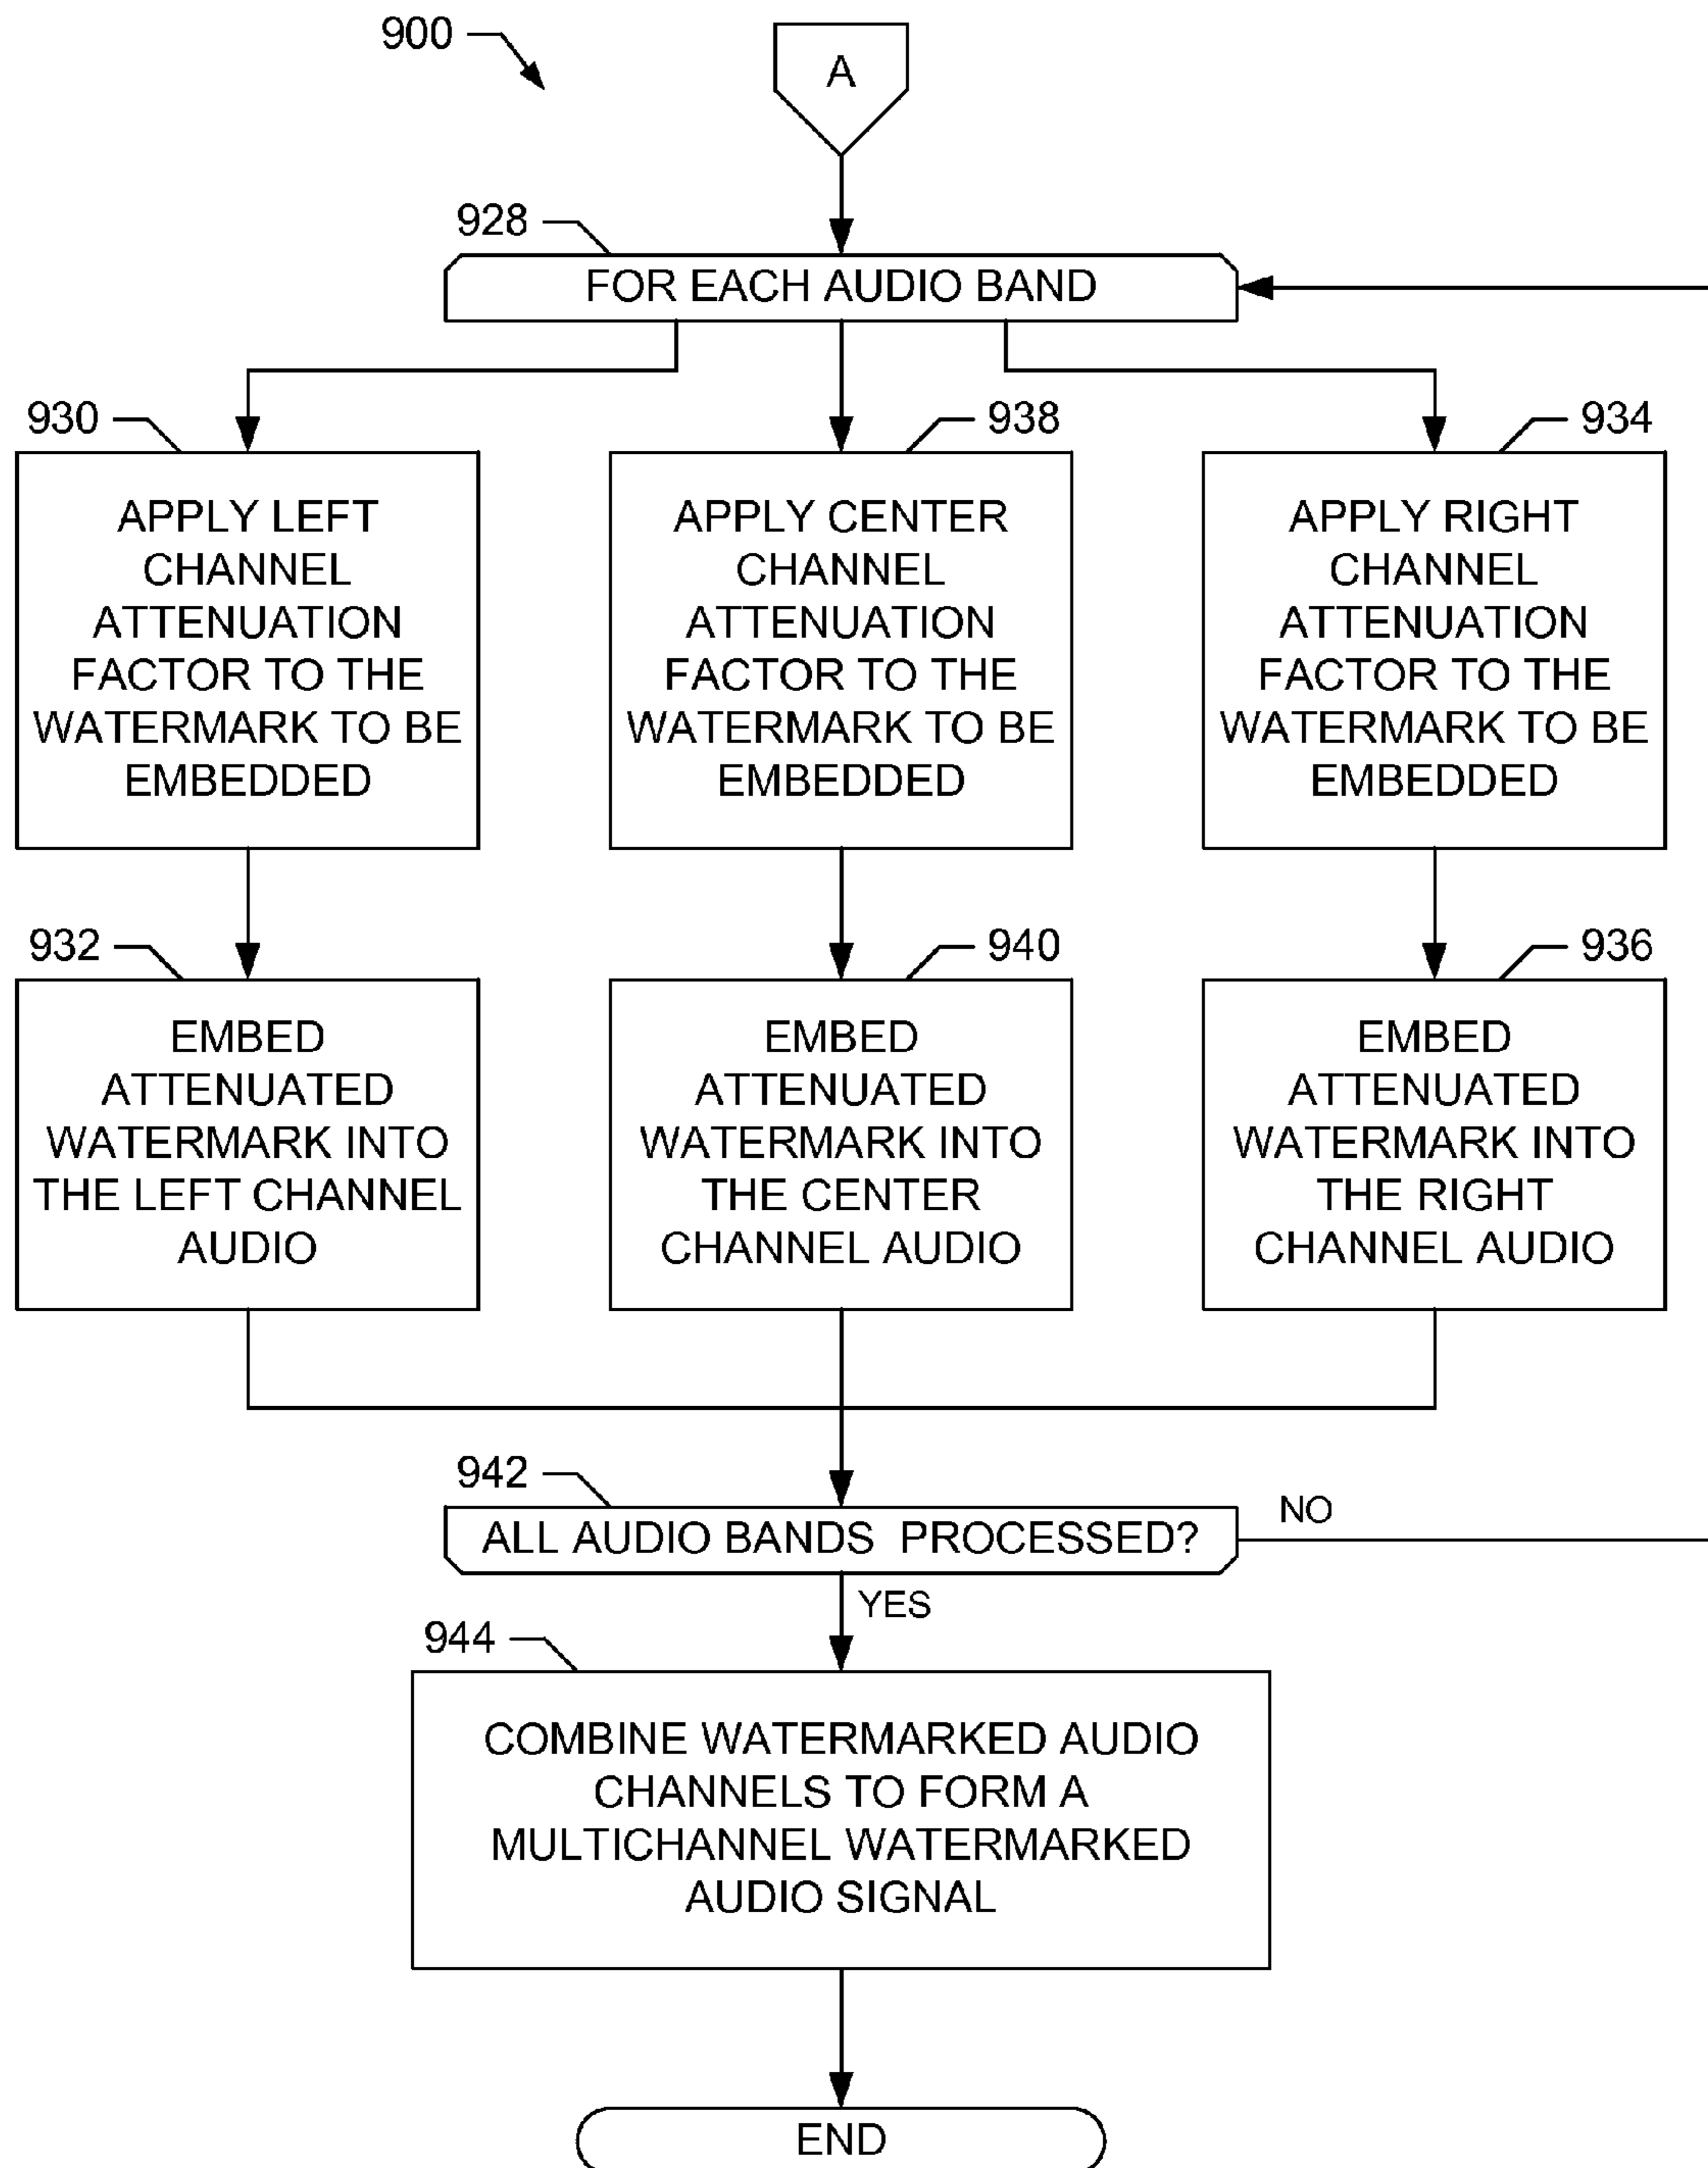 900
A
928
FOR EACH AUDIO BAND
930
APPLY LEFT
CHANNEL
ATTENUATION
FACTOR TO THE
WATERMARK TO BE
EMBEDDED
938
APPLY CENTER
CHANNEL
ATTENUATION
FACTOR TO THE
WATERMARK TO BE
EMBEDDED
934
APPLY RIGHT
CHANNEL
ATTENUATION
FACTOR TO THE
WATERMARK TO BE
EMBEDDED
932
EMBED
ATTENUATED
WATERMARK INTO
THE LEFT CHANNEL
AUDIO
940
EMBED
ATTENUATED
WATERMARK INTO
THE CENTER
CHANNEL AUDIO
936
EMBED
ATTENUATED
WATERMARK INTO
THE RIGHT
CHANNEL AUDIO
942
ALL AUDIO BANDS PROCESSED?
NO
YES
944
COMBINE WATERMARKED AUDIO
CHANNELS TO FORM A
MULTICHANNEL WATERMARKED
AUDIO SIGNAL
END